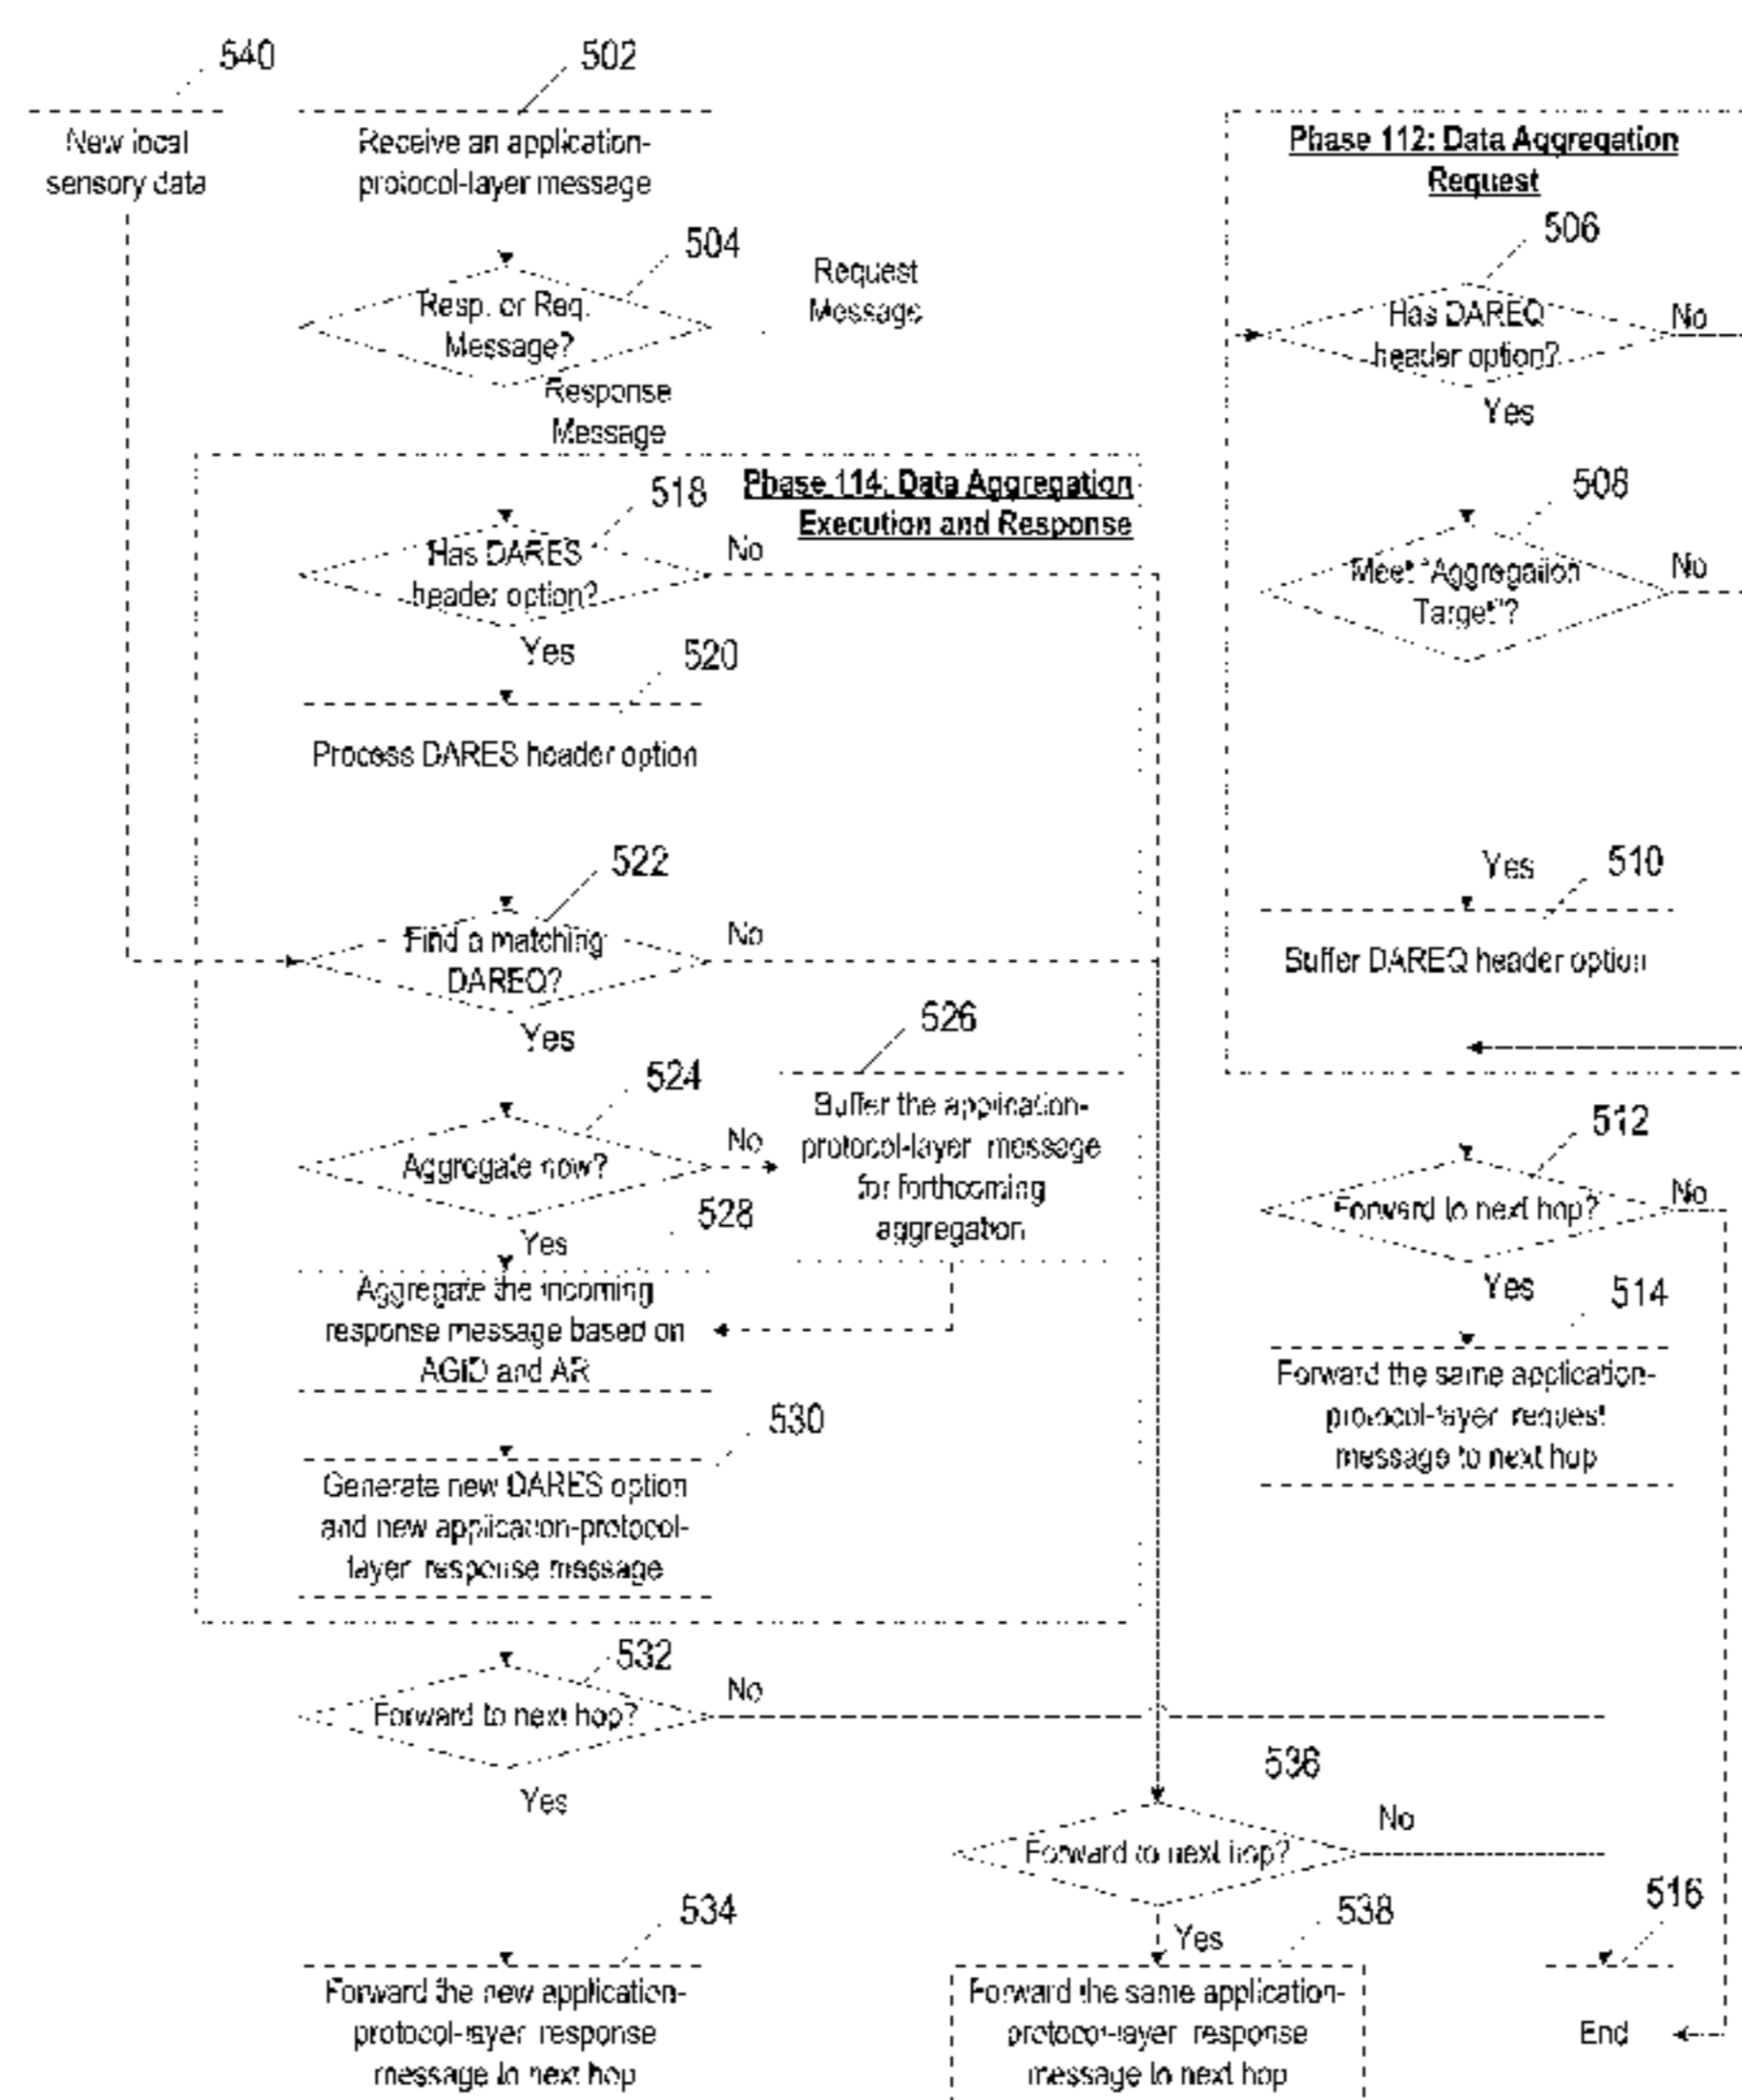 540
502
New local
sensory data
Receive an application-
protocol-layer message
504
Resp. or Req.
Message?
Request
Message
Response
Message
Phase 112: Data Aggregation
Request
506
Has DAREQ
header option?
No
Yes
508
Meet "Aggregation
Target"?
No
Yes
510
Buffer DAREQ header option
512
Forward to next hop?
No
Yes
514
Forward the same application-
protocol-layer request
message to next hop
Phase 114: Data Aggregation
Execution and Response
518
Has DARES
header option?
No
Yes
520
Process DARES header option
522
Find a matching
DAREQ?
No
Yes
524
Aggregate now?
No
526
Buffer the application-
protocol-layer message
for forthcoming
aggregation
Yes
528
Aggregate the incoming
response message based on
AGID and AR
530
Generate new DARES option
and new application-protocol-
layer response message
532
Forward to next hop?
No
Yes
534
Forward the new application-
protocol-layer response
message to next hop
536
Forward to next hop?
No
Yes
538
Forward the same application-
protocol-layer response
message to next hop
516
End